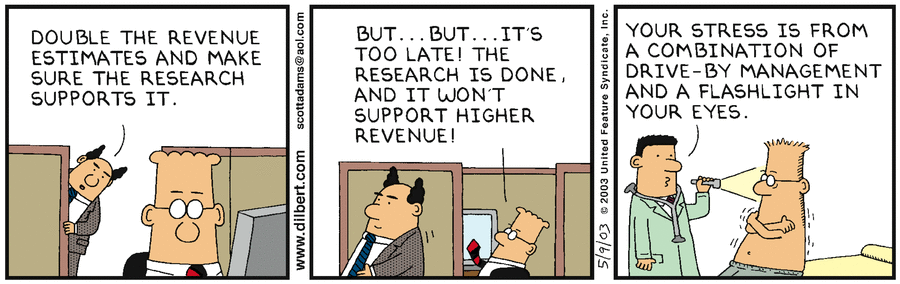 DOUBLE THE REVENUE
ESTIMATES AND MAKE
SURE THE RESEARCH
SUPPORTS IT.
www.dilbert.com
scottadams@aol.com
BUT...BUT...IT'S
TOO LATE! THE
RESEARCH IS DONE,
AND IT WON'T
SUPPORT HIGHER
REVENUE!
5/9/03 © 2003 United Feature Syndicate, Inc.
YOUR STRESS IS FROM
A COMBINATION OF
DRIVE-BY MANAGEMENT
AND A FLASHLIGHT IN
YOUR EYES.